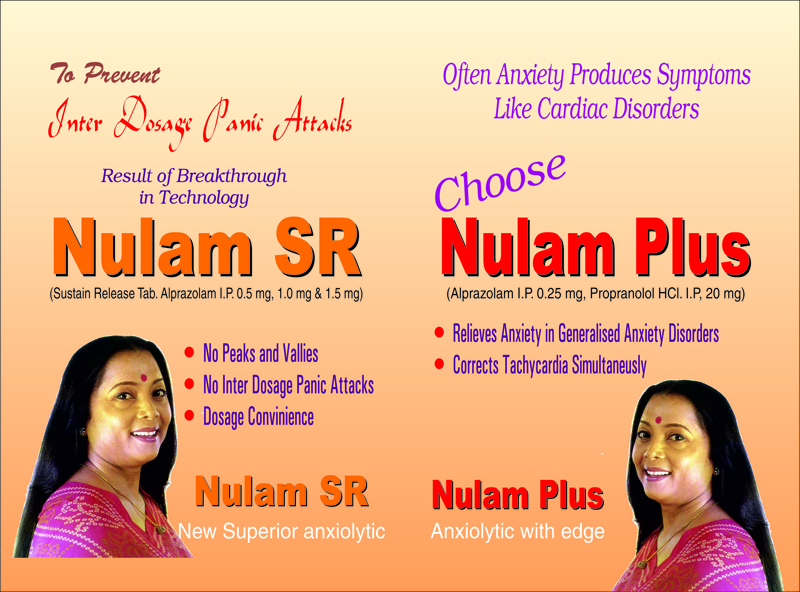 To Prevent
Inter Dosage Panic Attacks
Result of Breakthrough
in Technology
Nulam SR
(Sustain Release Tab. Alprazolam I.P. 0.5 mg, 1.0 mg & 1.5 mg)
• No Peaks and Vallies
• No Inter Dosage Panic Attacks
• Dosage Convinience
Nulam SR
New Superior anxiolytic
Often Anxiety Produces Symptoms
Like Cardiac Disorders
Choose
Nulam Plus
(Alprazolam I.P. 0.25 mg, Propranolol HCl. I.P, 20 mg)
• Relieves Anxiety in Generalised Anxiety Disorders
• Corrects Tachycardia Simultaneusly
Nulam Plus
Anxiolytic with edge